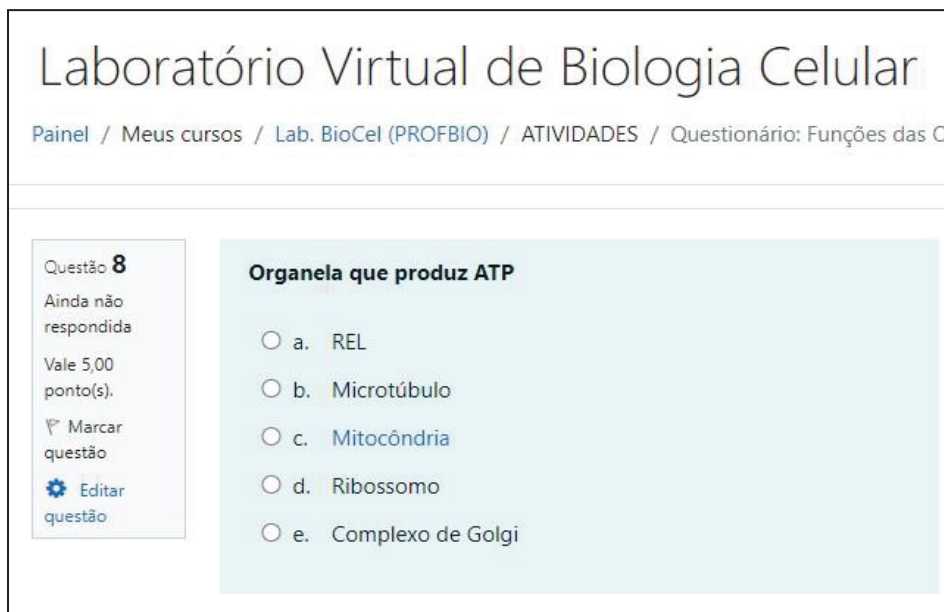 Laboratório Virtual de Biologia Celular
Painel / Meus cursos / Lab. BioCel (PROFBIO) / ATIVIDADES / Questionário: Funções das
Questão 8
Ainda não
respondida
Vale 5,00
ponto(s).
Marcar
questão
Editar
questão
Organela que produz ATP
a. REL
b. Microtúbulo
c. Mitocôndria
d. Ribossomo
e. Complexo de Golgi